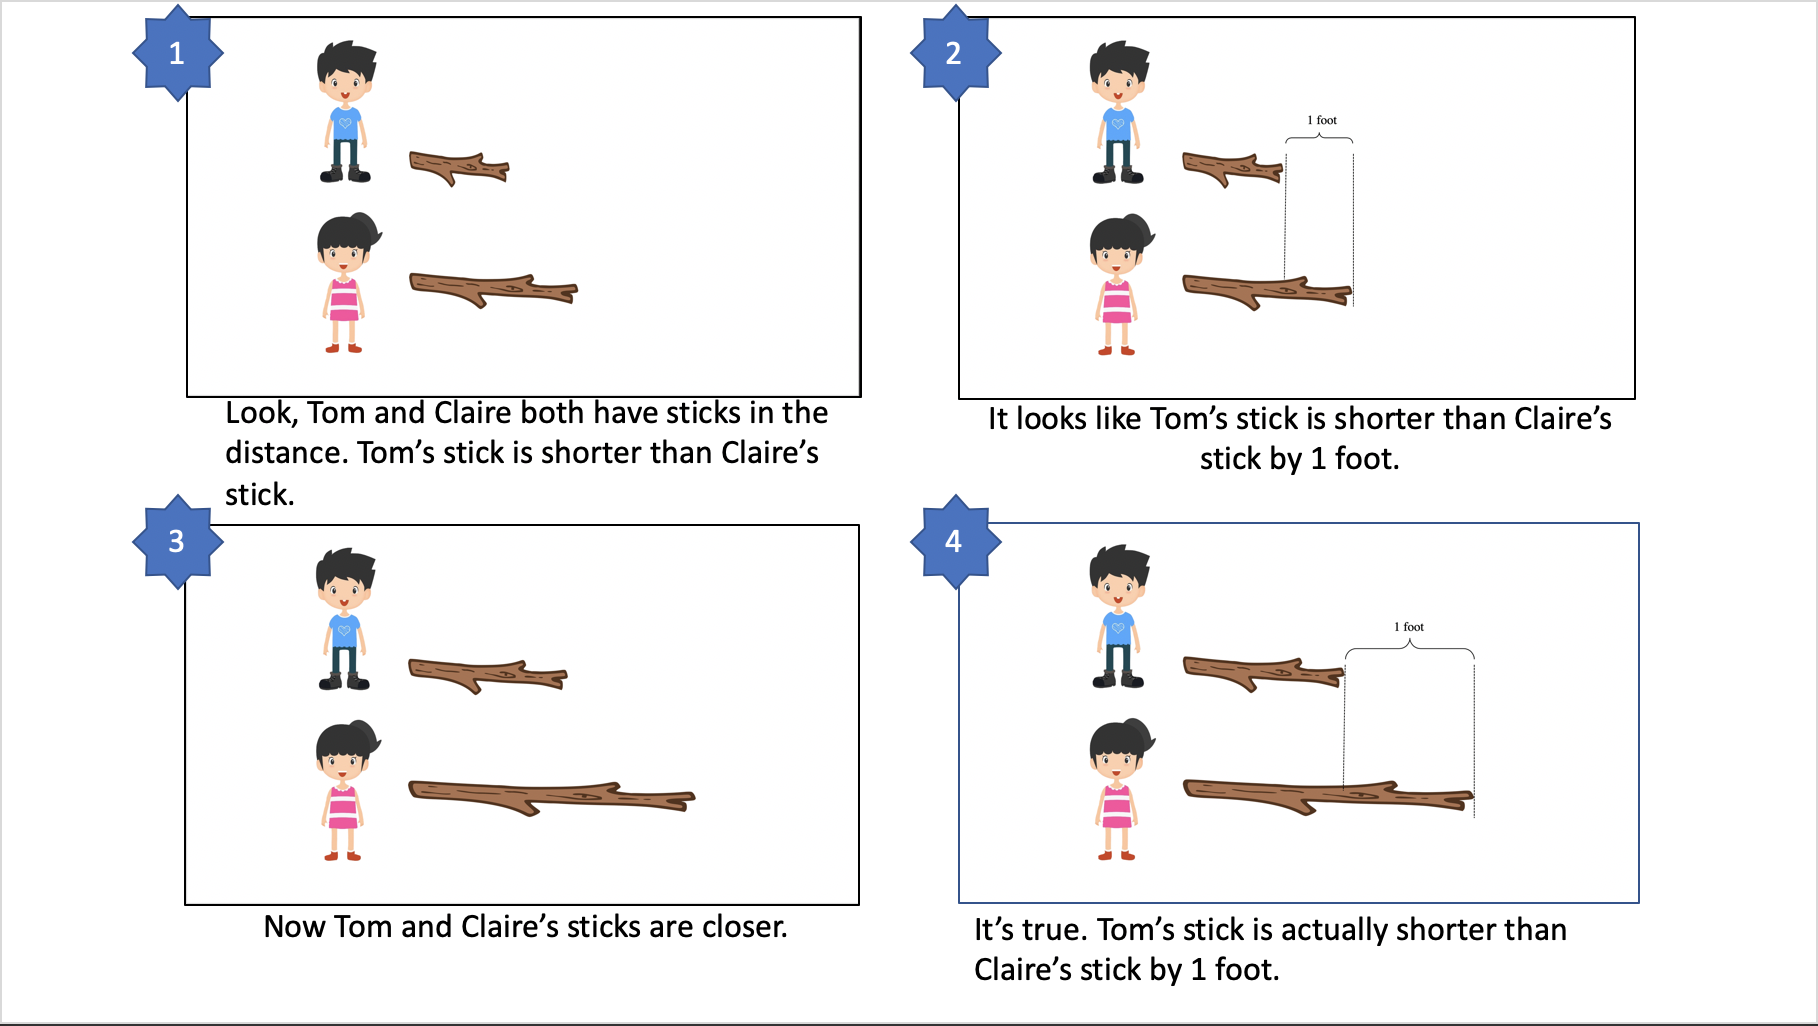 1
Look, Tom and Claire both have sticks in the
distance. Tom’s stick is shorter than Claire’s
stick.
2
1 foot
It looks like Tom’s stick is shorter than Claire’s
stick by 1 foot.
3
Now Tom and Claire’s sticks are closer.
4
1 foot
It’s true. Tom’s stick is actually shorter than
Claire’s stick by 1 foot.